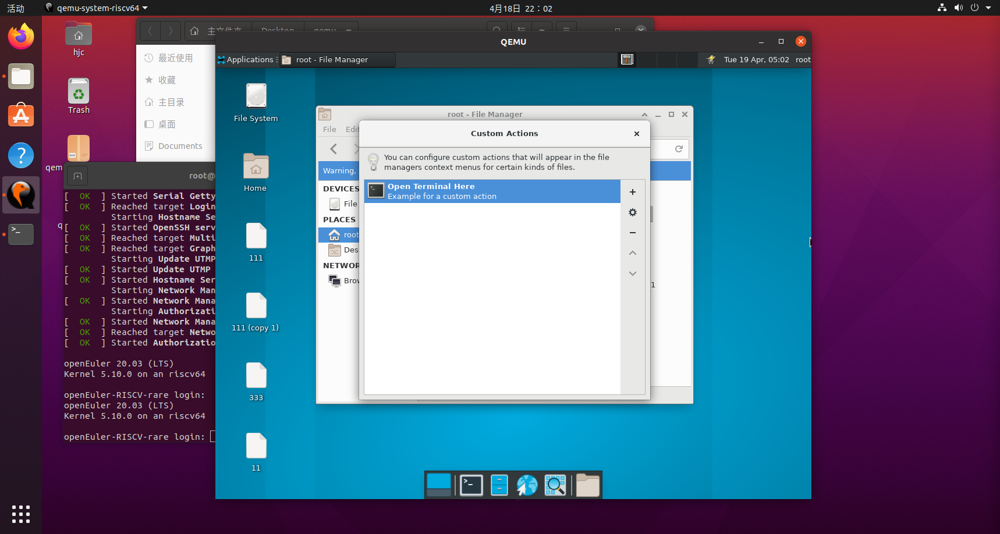 活动
qemu-system-riscv64
4月18日 22：02
hjc
Trash
qem
q
主文件夹
Desktop
qemu
最近使用
收藏
主目录
桌面
Documents
root@
[ OK ] Started Serial Getty
[ OK ] Reached target Login
Starting Hostname Se
[ OK ] Started OpenSSH serv
[ OK ] Reached target Multi
[ OK ] Reached target Graph
Starting Update UTMP
[ OK ] Started Update UTMP
[ OK ] Started Hostname Ser
Starting Network Man
[ OK ] Started Network Mana
Starting Authorizati
[ OK ] Started Network Mana
[ OK ] Reached target Netwo
[ OK ] Started Authorizatio
openEuler 20.03 (LTS)
Kernel 5.10.0 on an riscv64
openEuler-RISCV-rare login:
openEuler 20.03 (LTS)
Kernel 5.10.0 on an riscv64
openEuler-RISCV-rare login:
QEMU
Applications
root - File Manager
Tue 19 Apr, 05:02
root
File System
Home
111
111 (copy 1)
333
11
root - File Manager
File
Edit
Warning,
DEVICES
File
PLACES
root
Des
NETWOR
Brow
1
Custom Actions
You can configure custom actions that will appear in the file
managers context menus for certain kinds of files.
Open Terminal Here
Example for a custom action